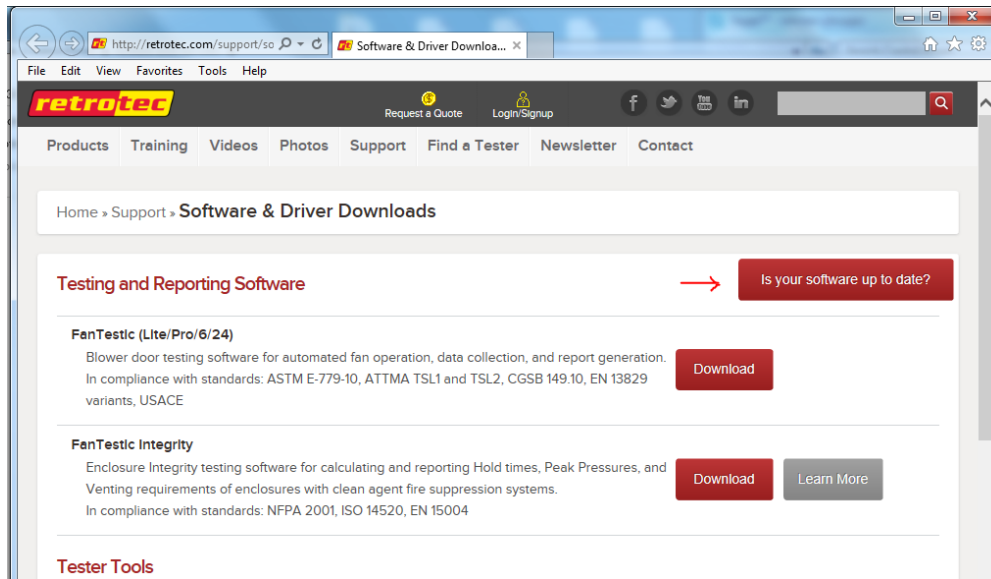 http://retrotec.com/support/so
Software & Driver Downloa...
File Edit View Favorites Tools Help
retrotec
Request a Quote
Login/Signup
You Tube
Products Training Videos Photos Support Find a Tester Newsletter Contact
Home » Support » Software & Driver Downloads
Testing and Reporting Software
Is your software up to date?
FanTestic (Lite/Pro/6/24)
Blower door testing software for automated fan operation, data collection, and report generation.
In compliance with standards: ASTM E-779-10, ATTMA TSL1 and TSL2, CGSB 149.10, EN 13829
variants, USACE
Download
FanTestic Integrity
Enclosure Integrity testing software for calculating and reporting Hold times, Peak Pressures, and
Venting requirements of enclosures with clean agent fire suppression systems.
In compliance with standards: NFPA 2001, ISO 14520, EN 15004
Download
Learn More
Tester Tools